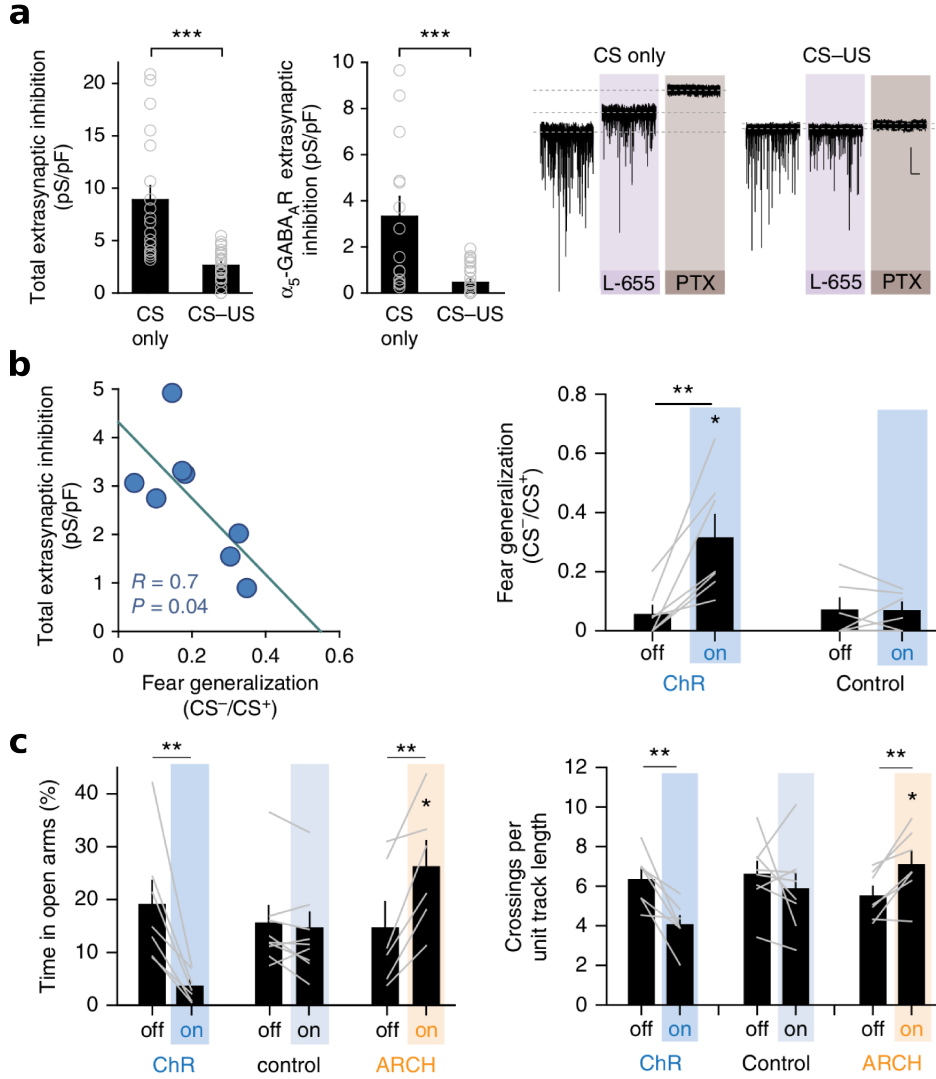 a
Total extrasynaptic inhibition
(pS/pF)
20
15
10
5
0
***
CS
only
CS–US
α5-GABAAR extrasynaptic
inhibition (pS/pF)
10
8
6
4
2
0
***
CS
only
CS–US
CS only
L-655
PTX
CS–US
L-655
PTX
b
Total extrasynaptic inhibition
(pS/pF)
5
4
3
2
1
0
R = 0.7
P = 0.04
0
0.2
0.4
0.6
Fear generalization
(CS⁻/CS⁺)
Fear generalization
(CS⁻/CS⁺)
0.8
0.6
0.4
0.2
0
**
*
off
on
off
on
ChR
Control
c
Time in open arms (%)
40
30
20
10
0
**
**
*
off
on
off
on
off
on
ChR
control
ARCH
Crossings per
unit track length
12
10
8
6
4
2
0
**
**
*
off
on
off
on
off
on
ChR
Control
ARCH